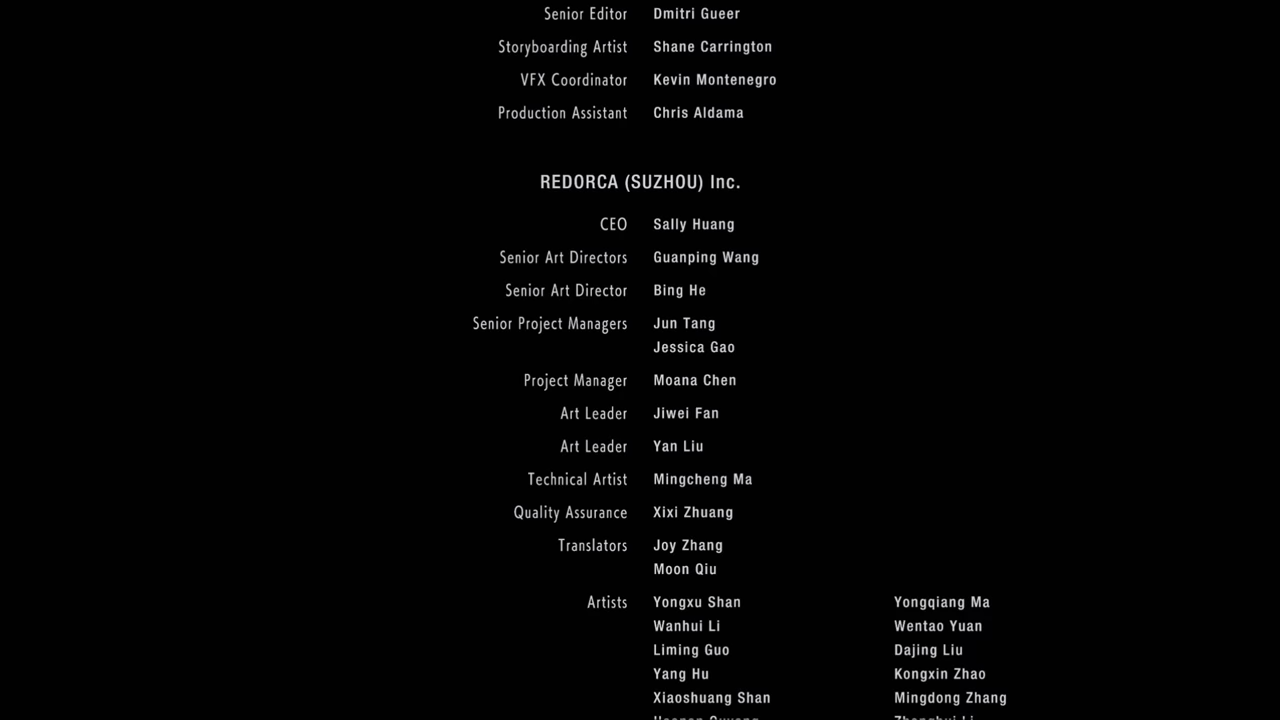 Senior Editor Dmitri Gueer
Storyboarding Artist Shane Carrington
VFX Coordinator Kevin Montenegro
Production Assistant Chris Aldama
REDORCA (SUZHOU) Inc.
CEO Sally Huang
Senior Art Directors Guanping Wang
Senior Art Director Bing He
Senior Project Managers Jun Tang
Jessica Gao
Project Manager Moana Chen
Art Leader Jiwei Fan
Art Leader Yan Liu
Technical Artist Mingcheng Ma
Quality Assurance Xixi Zhuang
Translators Joy Zhang
Moon Qiu
Artists Yongxu Shan Yongqiang Ma
Wanhui Li Wentao Yuan
Liming Guo Dajing Liu
Yang Hu Kongxin Zhao
Xiaoshuang Shan Mingdong Zhang